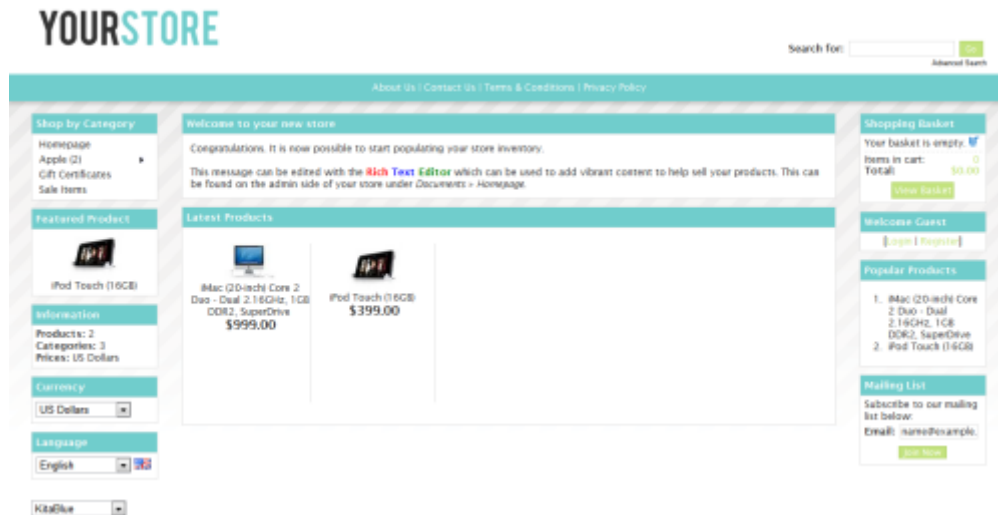 YOURSTORE
Search for:
Go
Advanced Search
About Us | Contact Us | Terms & Conditions | Privacy Policy
Shop by Category
Homepage
Apple (2)
Gift Certificates
Sale Items
Featured Product
iPod Touch (16GB)
Information
Products: 2
Categories: 3
Prices: US Dollars
Currency
US Dollars
Language
English
KitaBlue
Welcome to your new store
Congratulations. It is now possible to start populating your store inventory.
This message can be edited with the Rich Text Editor which can be used to add vibrant content to help sell your products. This can
be found on the admin side of your store under Documents » Homepage.
Latest Products
iMac (20-inch) Core 2
Duo - Dual 2.16GHz, 1GB
DDR2, SuperDrive
$999.00
iPod Touch (16GB)
$399.00
Shopping Basket
Your basket is empty.
Items in cart: 0
Total: $0.00
View Basket
Welcome Guest
[Login | Register]
Popular Products
1. iMac (20-inch) Core
2 Duo - Dual
2.16GHz, 1GB
DDR2, SuperDrive
2. iPod Touch (16GB)
Mailing List
Subscribe to our mailing
list below:
Email: name@example.
Join Now